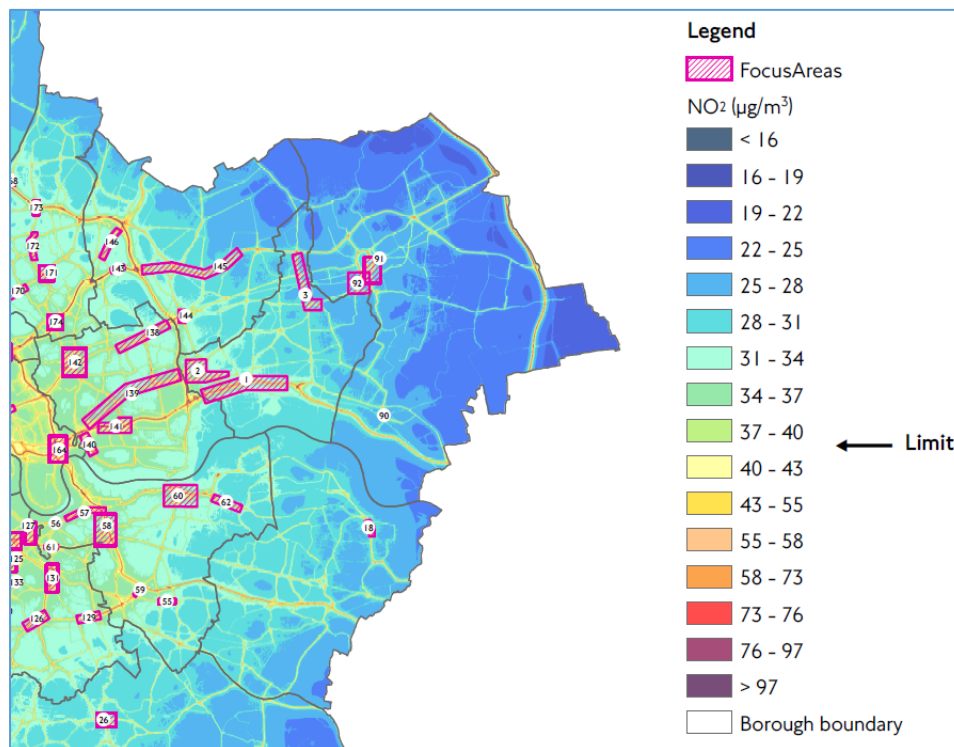 Legend
FocusAreas
NO2 (µg/m3)
< 16
16 - 19
19 - 22
22 - 25
25 - 28
28 - 31
31 - 34
34 - 37
37 - 40
40 - 43
Limit
43 - 55
55 - 58
58 - 73
73 - 76
76 - 97
> 97
Borough boundary
173
172
146
171
143
145
91
170
92
3
174
144
138
142
2
1
139
141
90
140
164
60
62
57
127
56
58
18
161
125
131
133
59
55
126
129
26